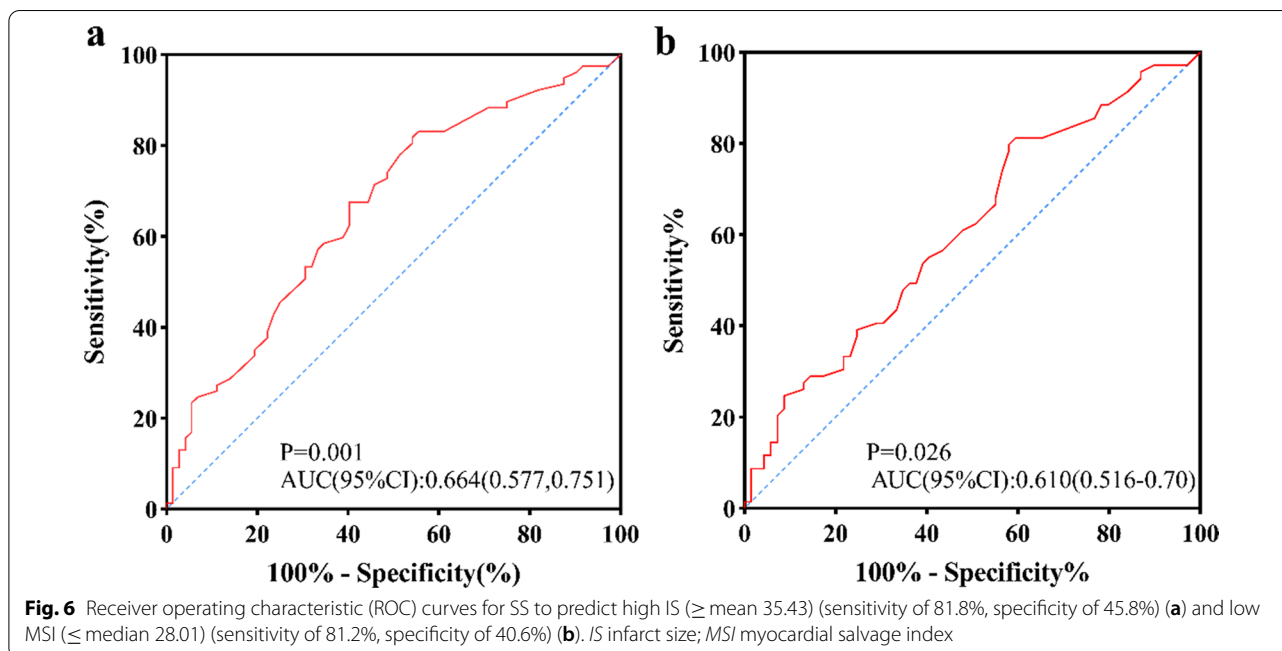 a
100
80
60
40
20
0
Sensitivity(%)
P=0.001
AUC(95%CI):0.664(0.577,0.751)
0 20 40 60 80 100
100% - Specificity(%)
b
100
80
60
40
20
0
Sensitivity%
P=0.026
AUC(95%CI):0.610(0.516-0.70)
0 20 40 60 80 100
100% - Specificity%
Fig. 6 Receiver operating characteristic (ROC) curves for SS to predict high IS (≥ mean 35.43) (sensitivity of 81.8%, specificity of 45.8%) (a) and low
MSI (≤ median 28.01) (sensitivity of 81.2%, specificity of 40.6%) (b). IS infarct size; MSI myocardial salvage index